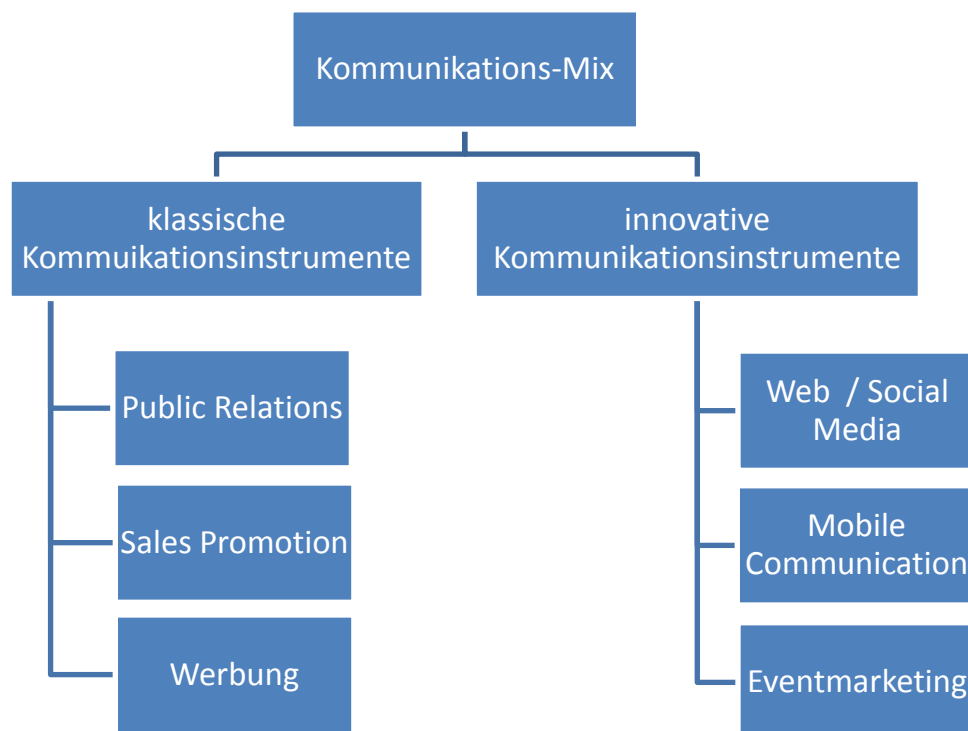 Kommunikations-Mix
klassische
Kommuikationsinstrumente
innovative
Kommunikationsinstrumente
Public Relations
Sales Promotion
Werbung
Web / Social
Media
Mobile
Communication
Eventmarketing